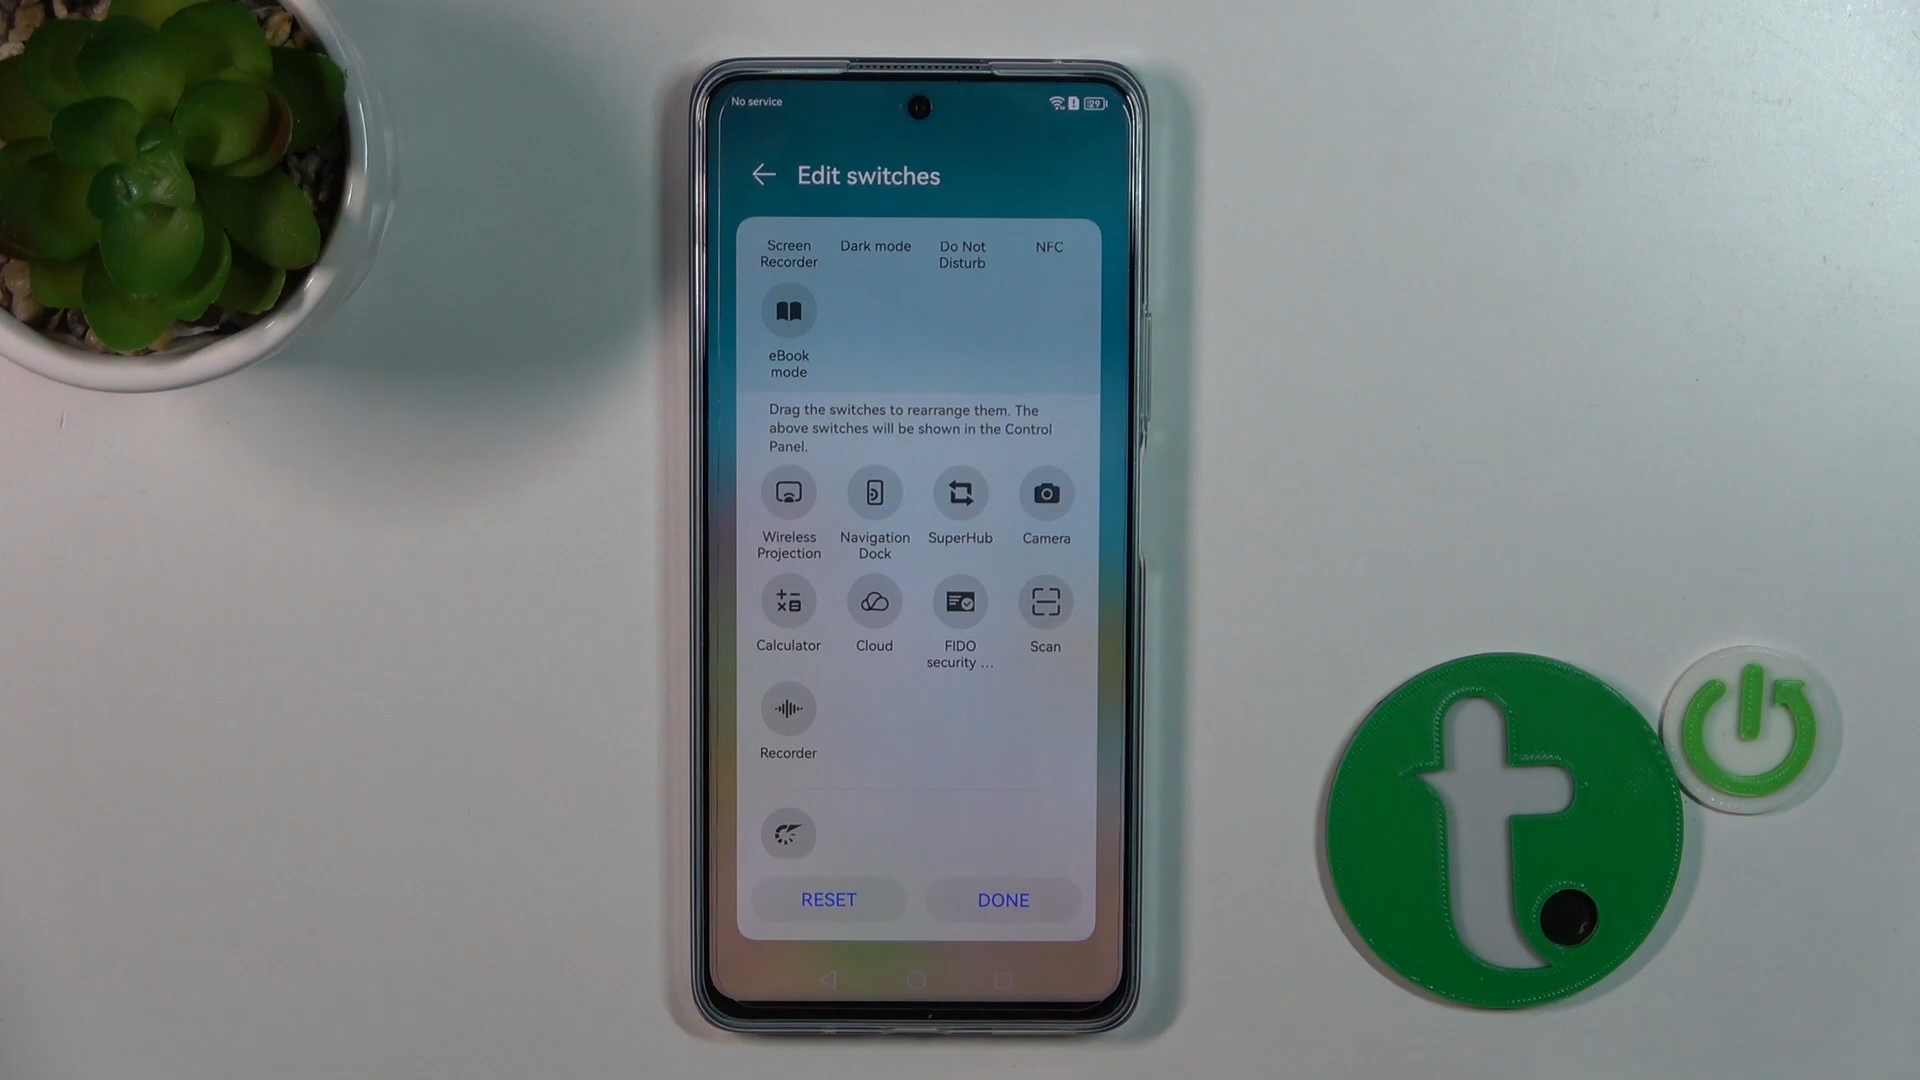 No service
29
Edit switches
Screen Recorder
Dark mode
Do Not Disturb
NFC
eBook mode
Drag the switches to rearrange them. The
above switches will be shown in the Control
Panel.
Wireless Projection
Navigation Dock
SuperHub
Camera
Calculator
Cloud
FIDO security ...
Scan
Recorder
RESET
DONE
t